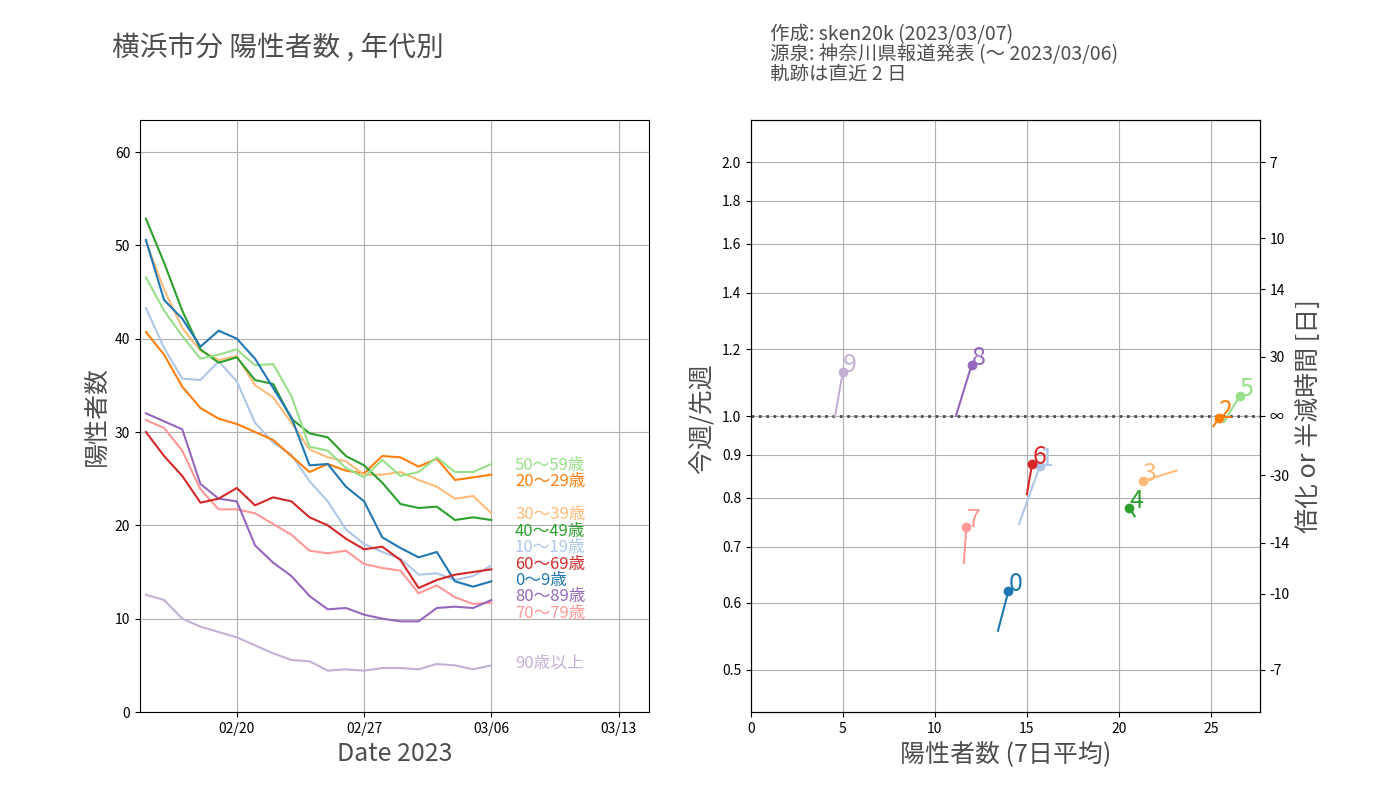 横浜市分 陽性者数 , 年代別
作成: sken20k (2023/03/07)
源泉: 神奈川県報道発表 (～ 2023/03/06)
軌跡は直近 2 日
陽性者数
60
50
40
30
20
10
0
02/20
02/27
03/06
03/13
Date 2023
50～59歳
20～29歳
30～39歳
40～49歳
10～19歳
60～69歳
0～9歳
80～89歳
70～79歳
90歳以上
今週/先週
2.0
1.8
1.6
1.4
1.2
1.0
0.9
0.8
0.7
0.6
0.5
9
8
5
2
6
1
3
4
7
0
0
5
10
15
20
25
陽性者数 (7日平均)
7
10
14
30
∞
-30
-14
-10
-7
倍化 or 半減時間 [日]